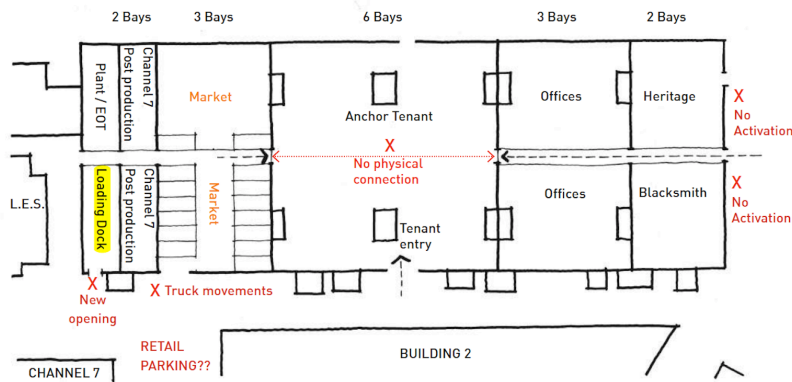 2 Bays
3 Bays
6 Bays
3 Bays
2 Bays
Plant / EOT
Channel 7
Post production
Market
Anchor Tenant
Offices
Heritage
X
No
Activation
X
No physical
connection
L.E.S.
Loading Dock
Channel 7
Post production
Market
Tenant
entry
Offices
Blacksmith
X
No
Activation
X
New
opening
X Truck movements
RETAIL
PARKING??
BUILDING 2
CHANNEL 7